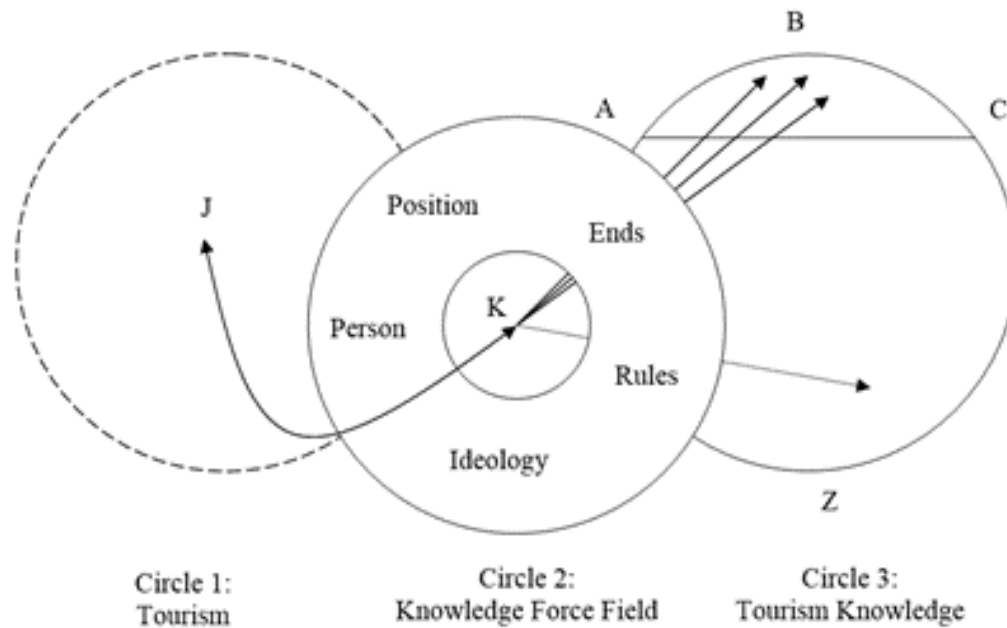 B
A
C
J
Position
Ends
K
Person
Rules
Ideology
Z
Circle 1:
Tourism
Circle 2:
Knowledge Force Field
Circle 3:
Tourism Knowledge